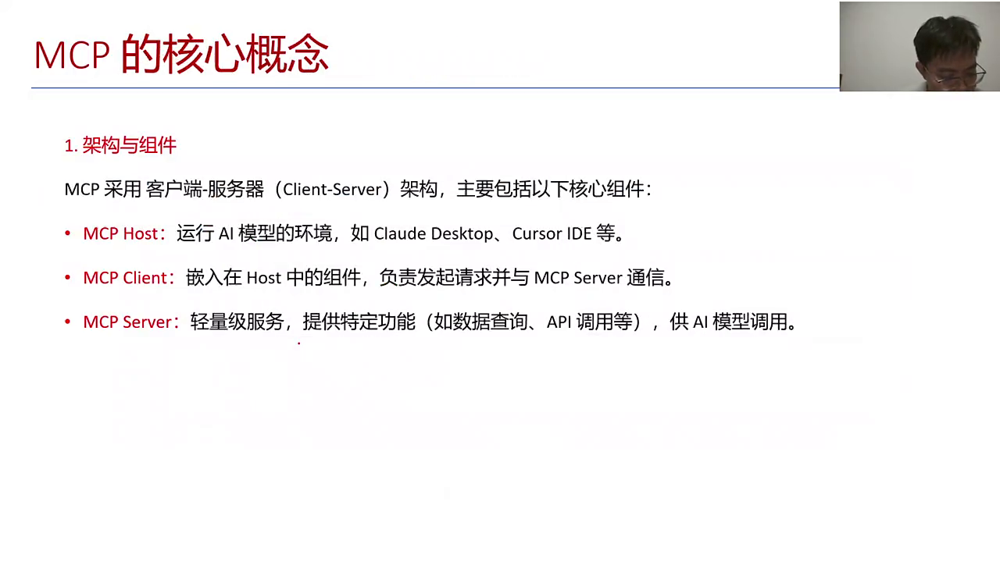 MCP 的核心概念
1. 架构与组件
MCP 采用 客户端-服务器（Client-Server）架构，主要包括以下核心组件：
• MCP Host：运行 AI 模型的环境，如 Claude Desktop、Cursor IDE 等。
• MCP Client：嵌入在 Host 中的组件，负责发起请求并与 MCP Server 通信。
• MCP Server：轻量级服务，提供特定功能（如数据查询、API 调用等），供 AI 模型调用。